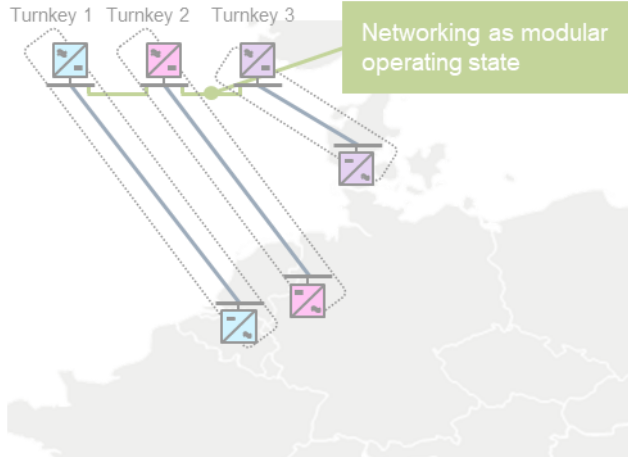 Turnkey 1 Turnkey 2 Turnkey 3
Networking as modular
operating state